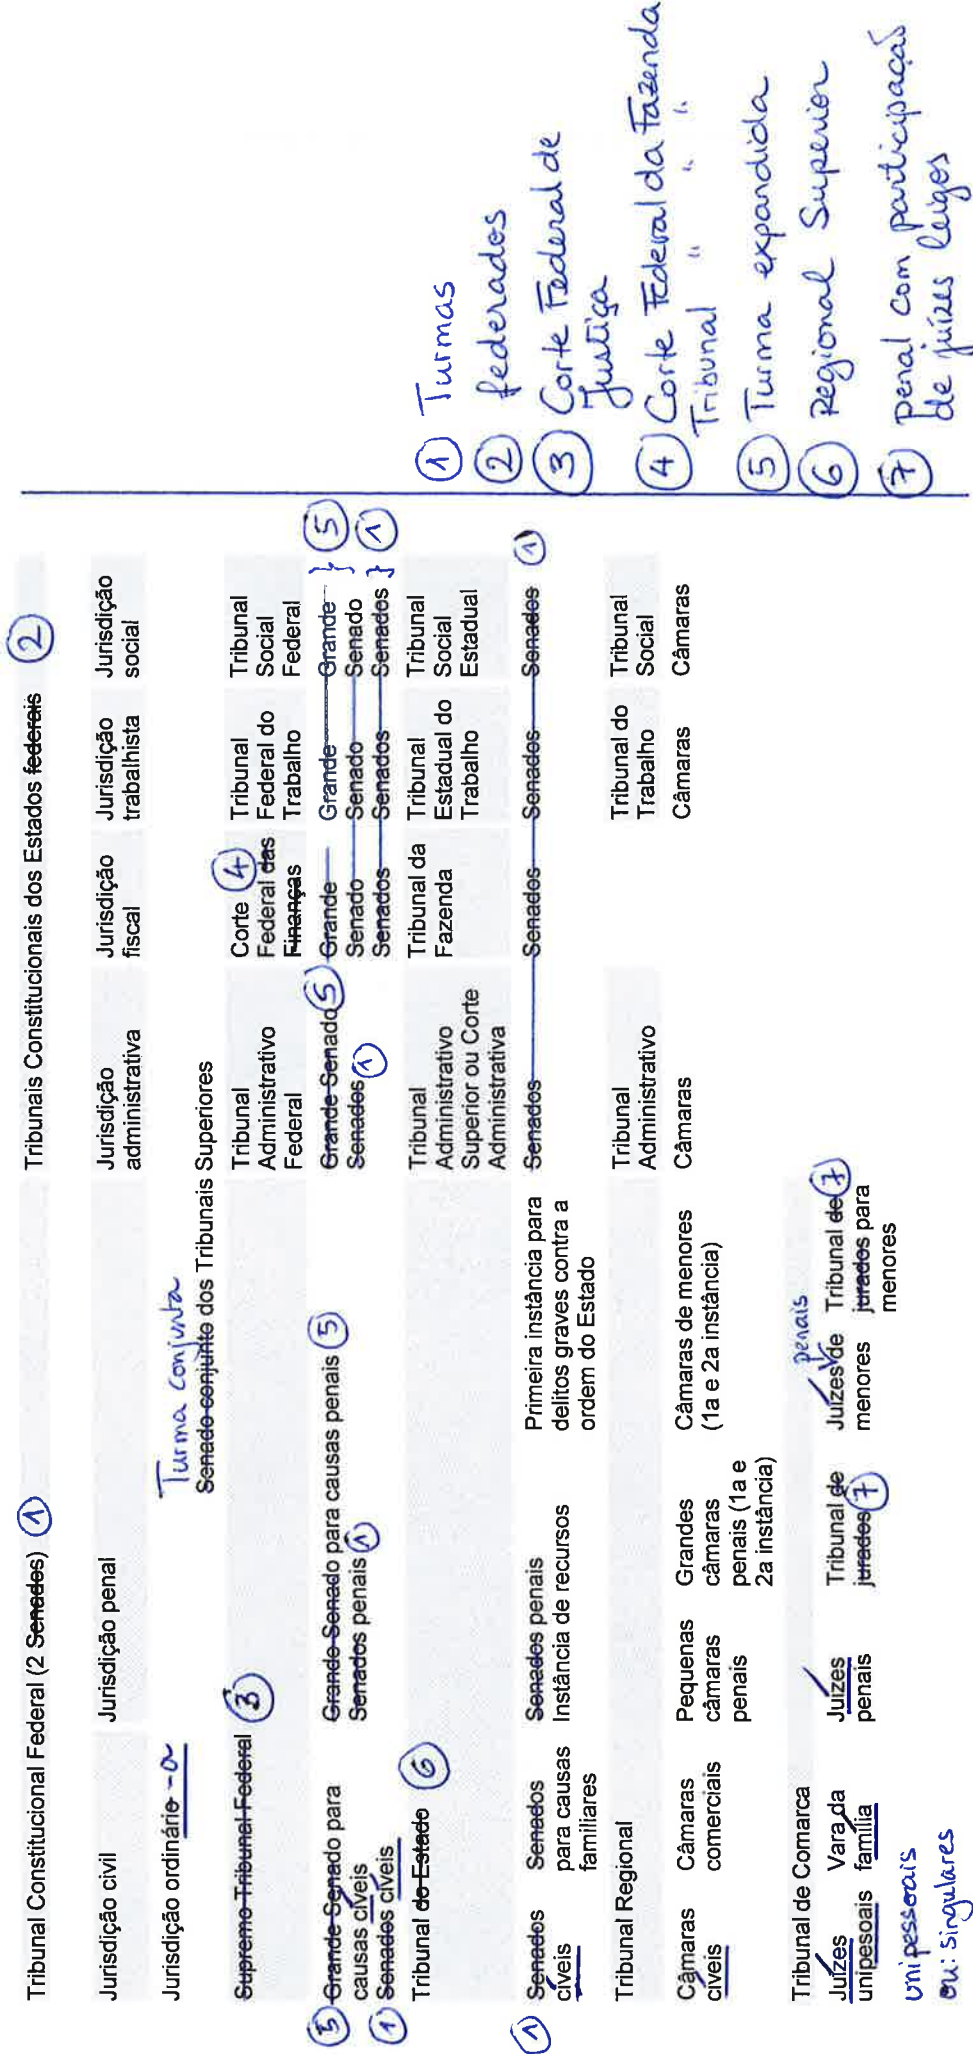 Tribunal Constitucional Federal (2 Senados) ①
Tribunais Constitucionais dos Estados federais ②
Jurisdição civil
Jurisdição penal
Jurisdição administrativa
Jurisdição fiscal
Jurisdição trabalhista
Jurisdição social
Jurisdição ordinário -a
Turma conjunta
Senado conjunto dos Tribunais Superiores
Supremo Tribunal Federal ③
Tribunal
Administrativo
Federal
Corte ④
Federal das
Finanças
Tribunal
Federal do
Trabalho
Tribunal
Social
Federal
⑤ Grande Senado para
causas cíveis
① Senados cíveis
Grande Senado para causas penais ⑤
Senados penais ①
Grande Senado ⑤
Senados ①
Grande
Senado
Senados
Grande
Senado
Senados
Grande } ⑤
Senado
Senados } ①
Tribunal do Estado ⑥
Tribunal
Administrativo
Superior ou Corte
Administrativa
Tribunal da
Fazenda
Tribunal
Estadual do
Trabalho
Tribunal
Social
Estadual
① Senados
cíveis
Senados
para causas
familiares
Senados penais
Instância de recursos
Primeira instância para
delitos graves contra a
ordem do Estado
Senados
Senados
Senados
Senados ①
Tribunal Regional
Tribunal
Administrativo
Tribunal do
Trabalho
Tribunal
Social
Câmaras
cíveis
Câmaras
comerciais
Pequenas
câmaras
penais
Grandes
câmaras
penais (1a e
2a instância)
Câmaras de menores
(1a e 2a instância)
Câmaras
Câmaras
Câmaras
Tribunal de Comarca
Juízes
unipesoais
Vara da
família
Juízes
penais
Tribunal de
jurados ⑦
penais
Juízes de
menores
Tribunal de ⑦
jurados para
menores
unipessoais
ou: singulares
① Turmas
② federados
③ Corte Federal de
Justiça
④ Corte Federal da Fazenda
Tribunal " " "
⑤ Turma expandida
⑥ Regional Superior
⑦ penal com participação
de juízes leigos